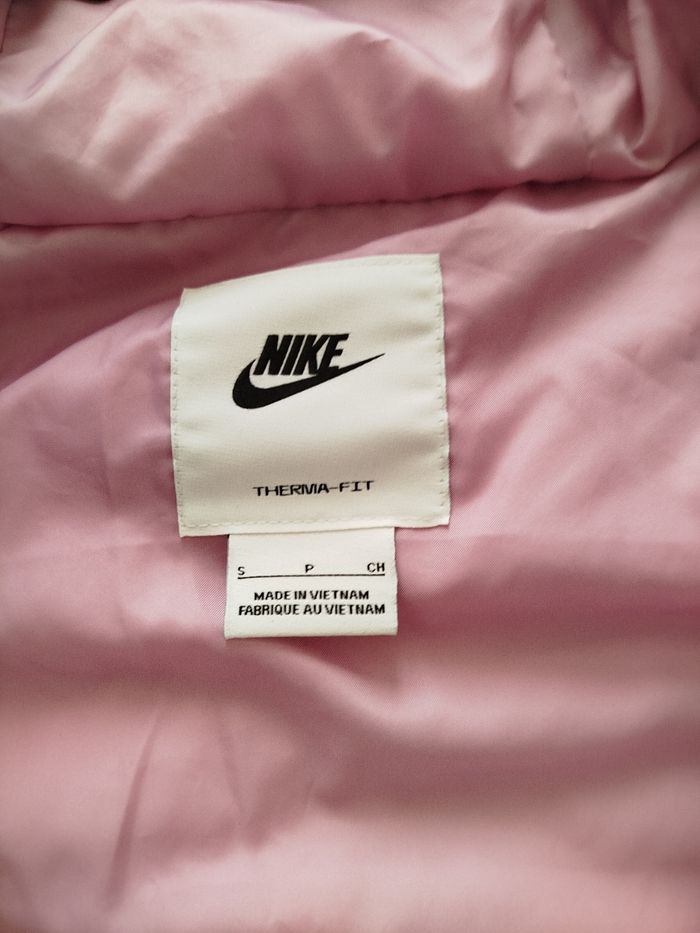 NIKE
THERMA-FIT
S P CH
MADE IN VIETNAM
FABRIQUE AU VIETNAM